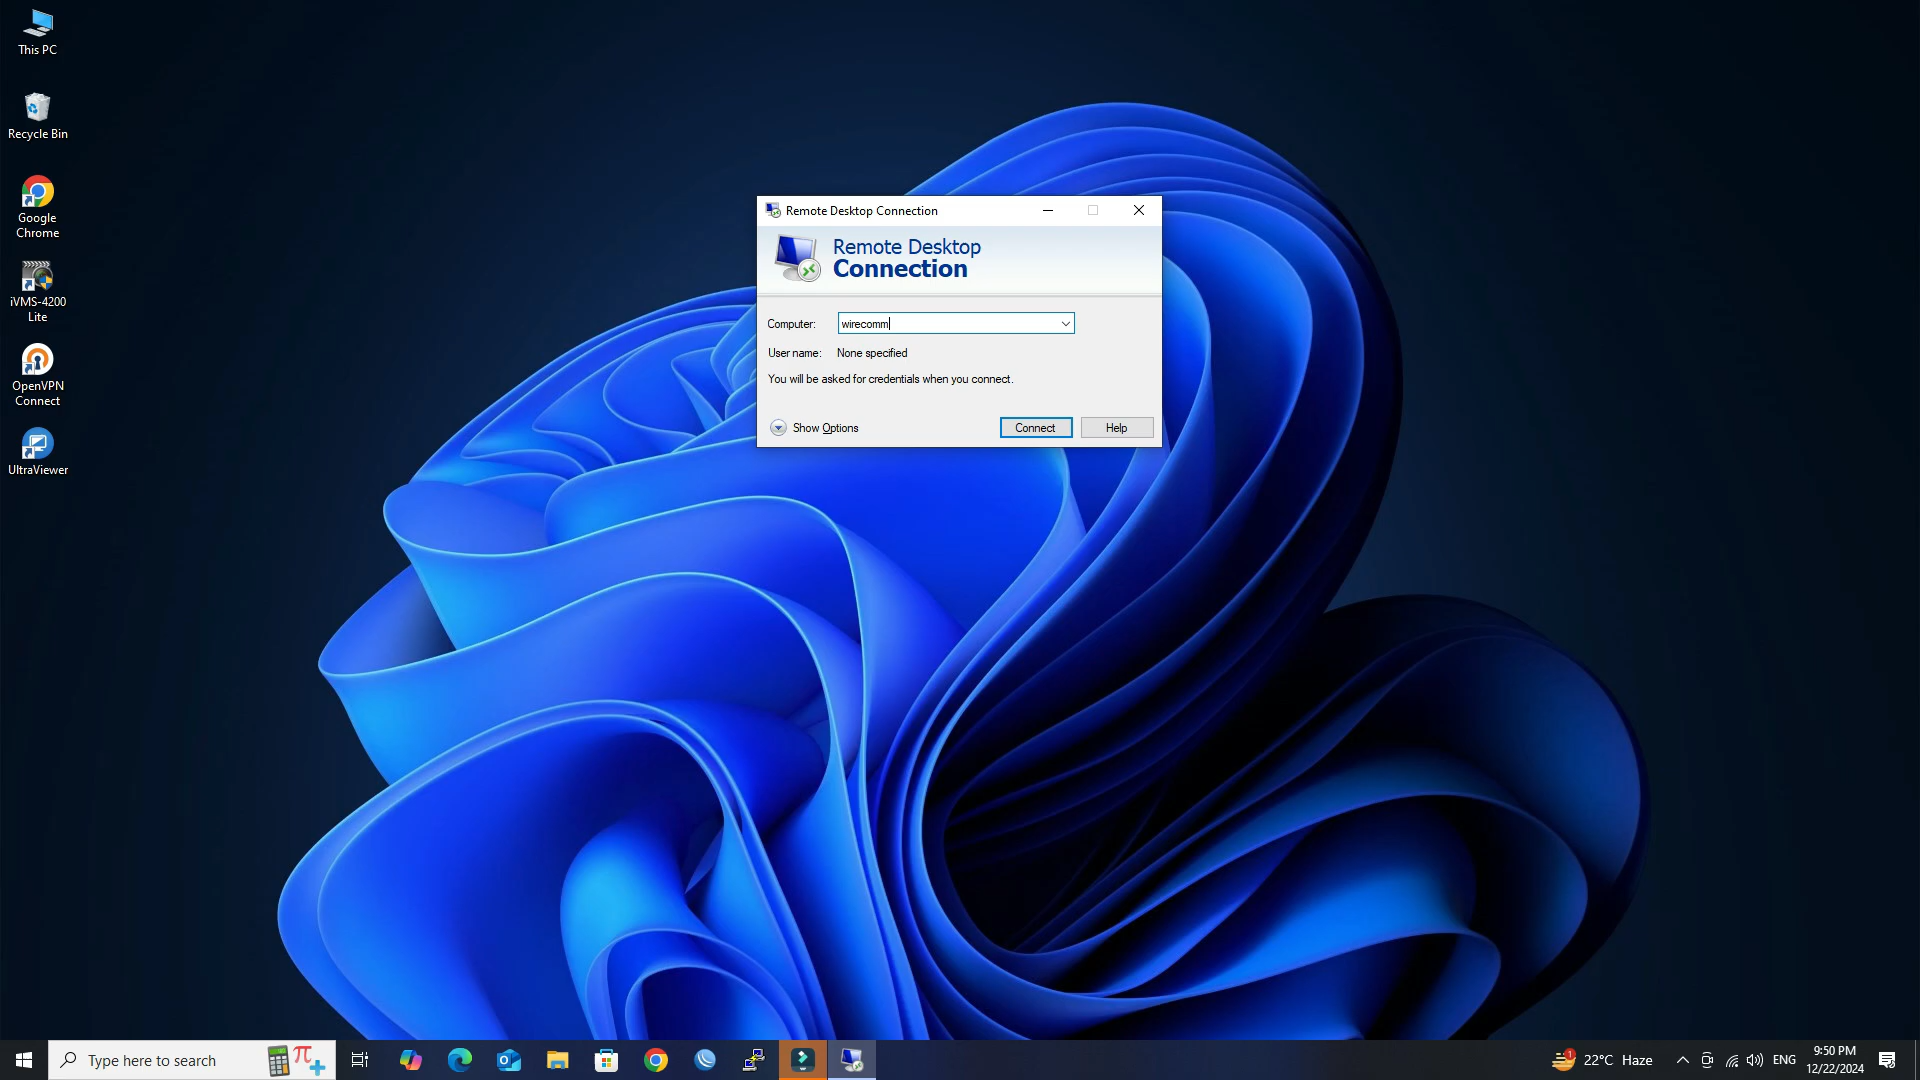 This PC
Recycle Bin
Google
Chrome
iVMS-4200
Lite
OpenVPN
Connect
UltraViewer
Remote Desktop Connection
Remote Desktop
Connection
Computer:
wirecomm
User name:
None specified
You will be asked for credentials when you connect.
Show Options
Connect
Help
Type here to search
1
22°C Haze
ENG
9:50 PM
12/22/2024